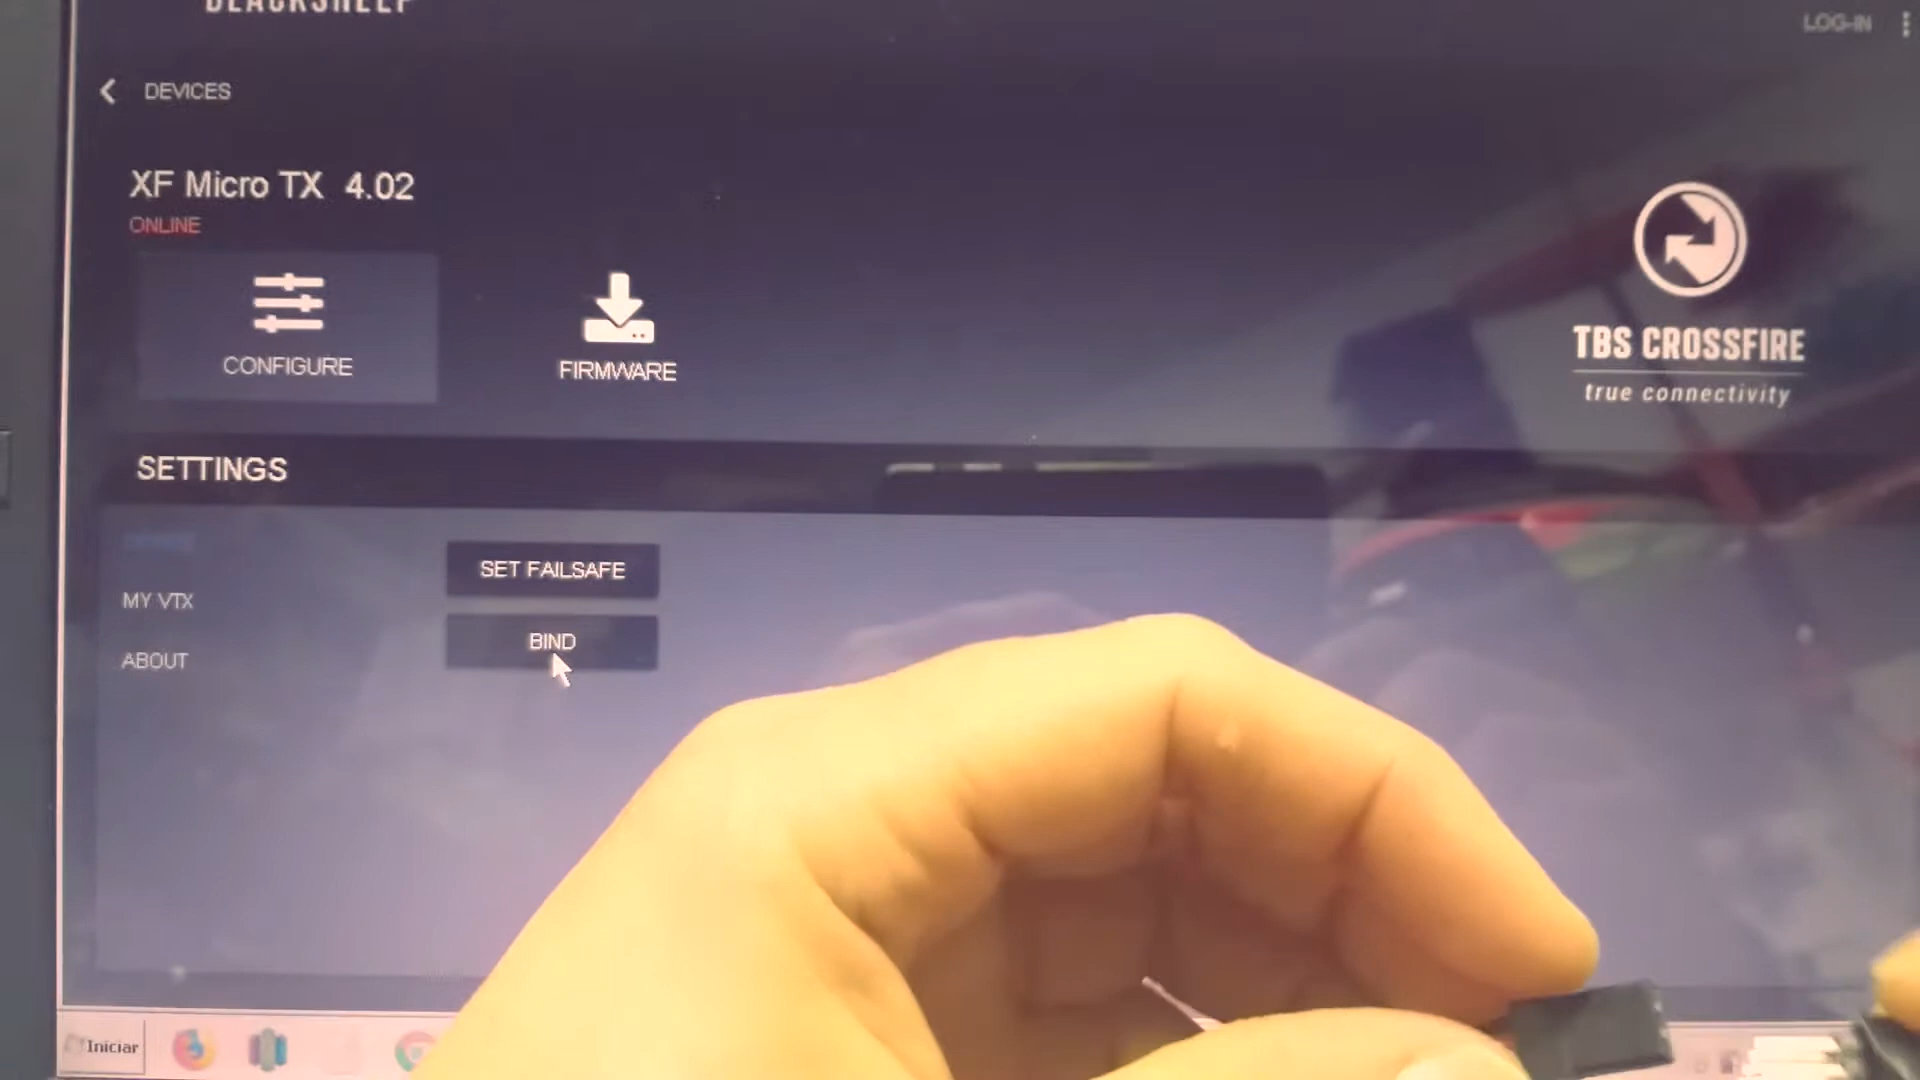 BLACKSHEEP
LOG-IN
DEVICES
XF Micro TX 4.02
ONLINE
CONFIGURE
FIRMWARE
TBS CROSSFIRE
true connectivity
SETTINGS
SET FAILSAFE
MY VTX
BIND
ABOUT
Iniciar